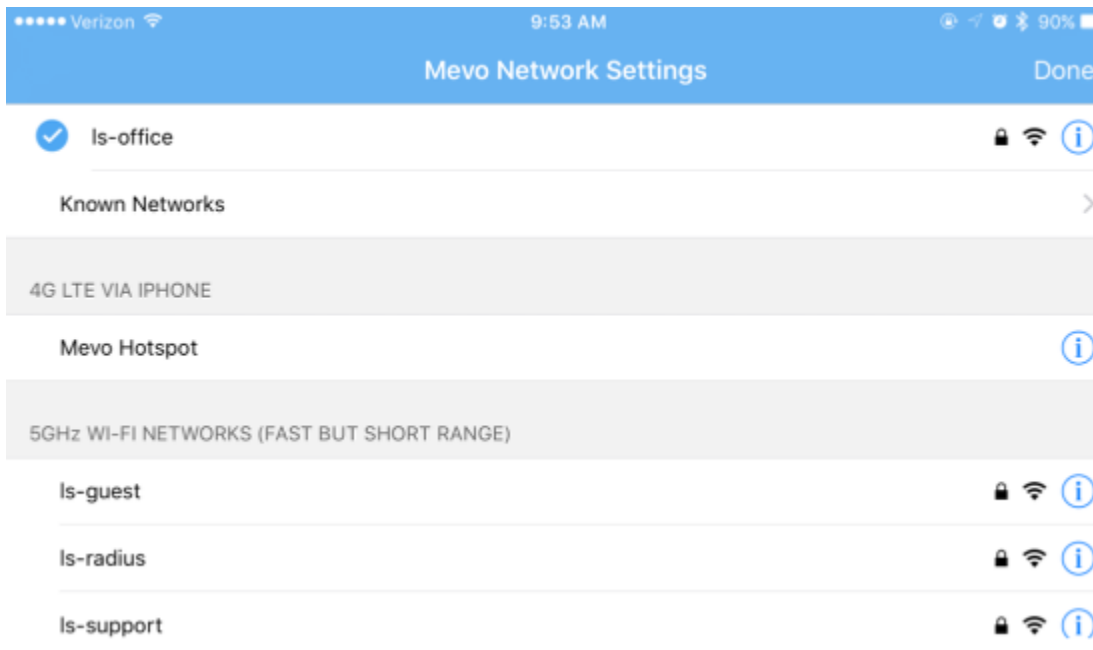 Verizon 9:53 AM 90%
Mevo Network Settings Done
ls-office
Known Networks
4G LTE VIA IPHONE
Mevo Hotspot
5GHz WI-FI NETWORKS (FAST BUT SHORT RANGE)
ls-guest
ls-radius
ls-support